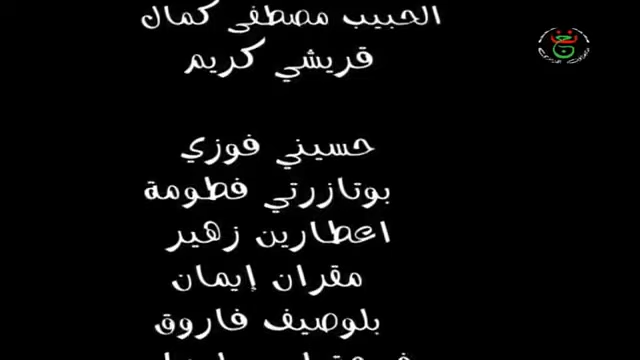 الحبيب مصطفى كمال
قريشي كريم
حسيني فوزي
بوتازرتي فطومة
اعطارين زهير
مقران إيمان
بلوصيف فاروق